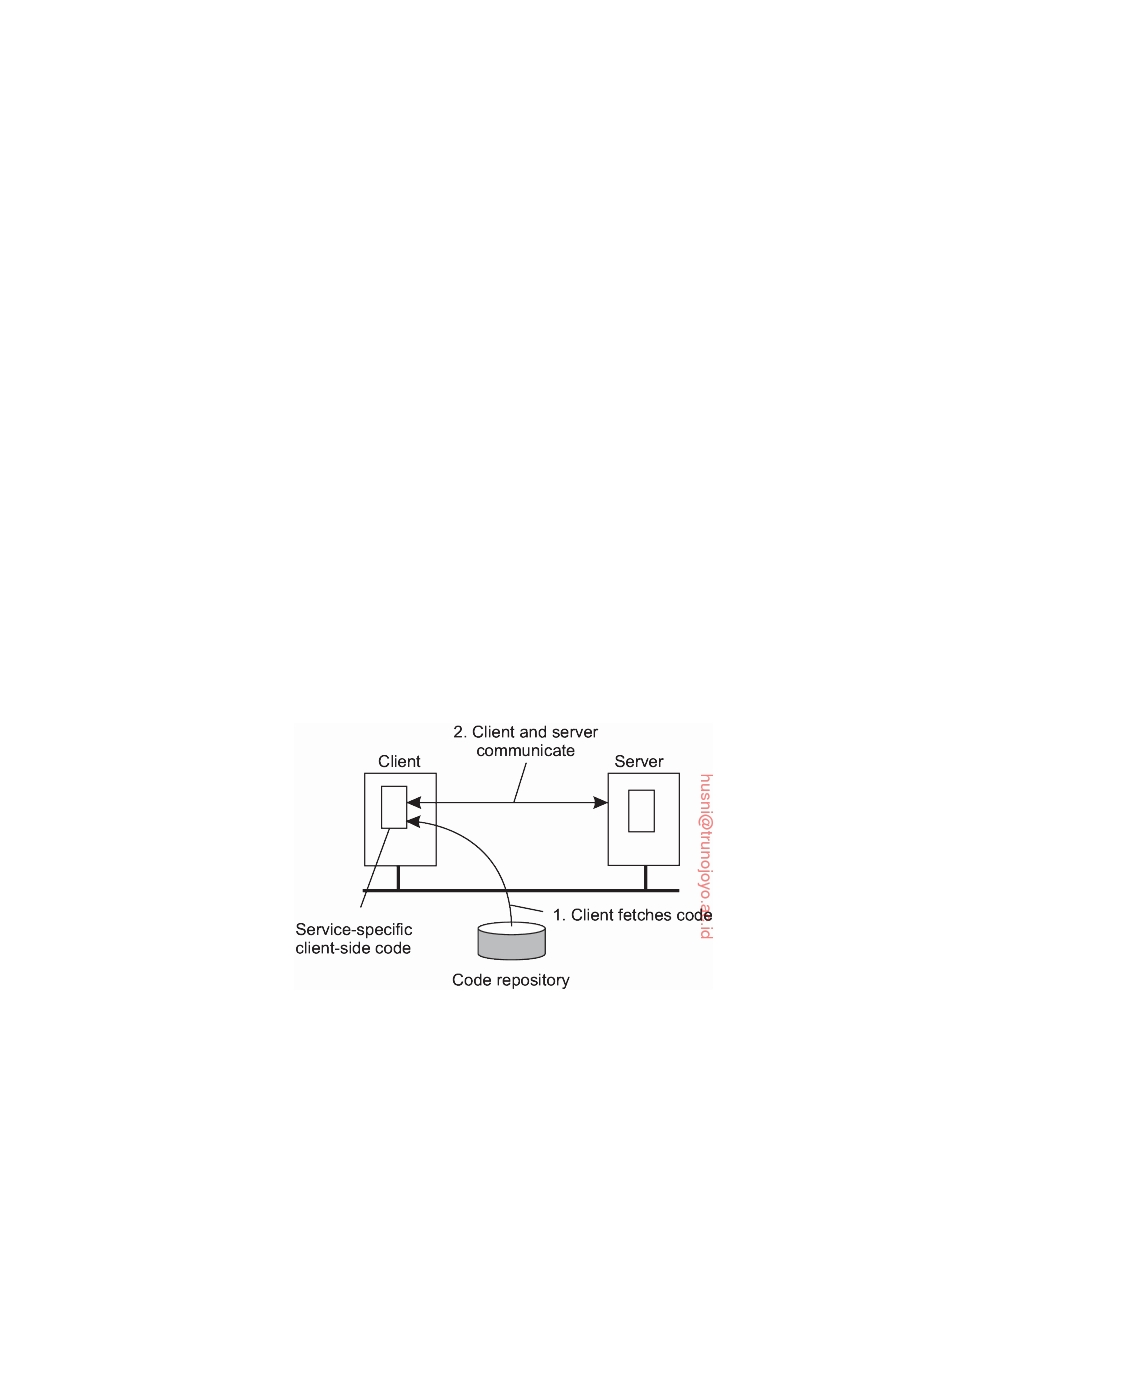 2. Client and server
communicate
Client
Server
husni@trunojoyo.ac.id
1. Client fetches code
Service-specific
client-side code
Code repository